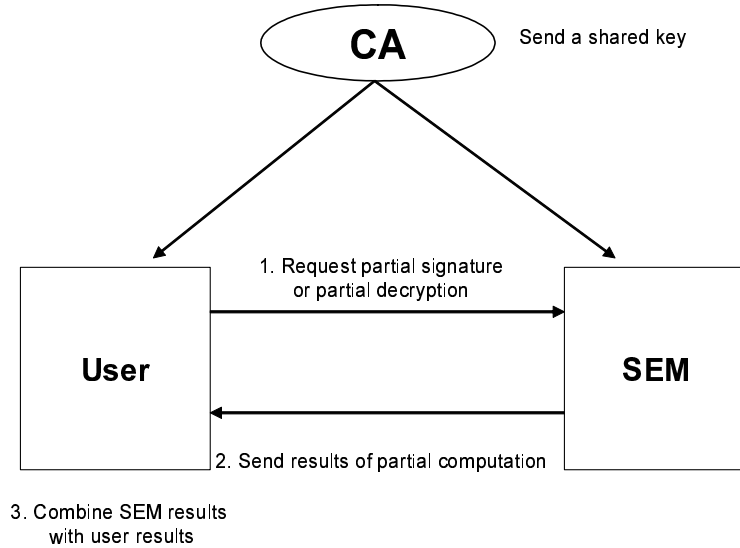 CA
Send a shared key
1. Request partial signature
or partial decryption
User
SEM
2. Send results of partial computation
3. Combine SEM results
with user results